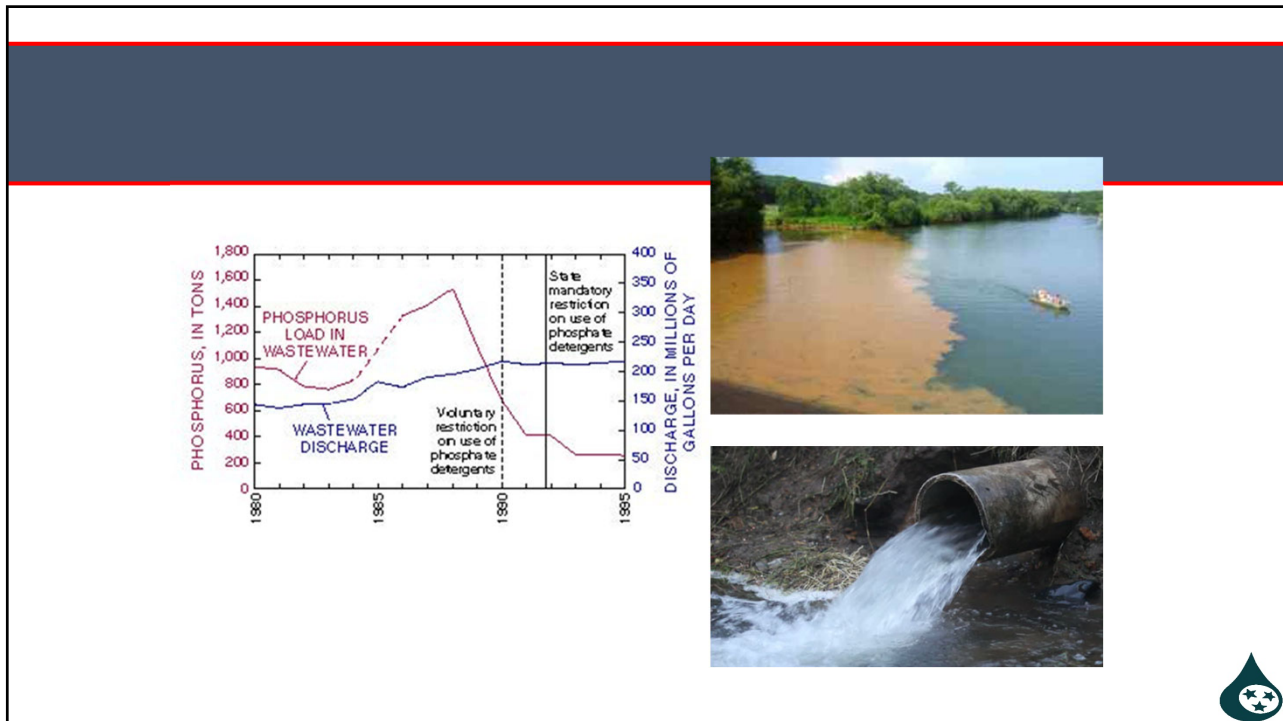 PHOSPHORUS, IN TONS
1,800
1,600
1,400
1,200
1,000
800
600
400
200
0
PHOSPHORUS
LOAD IN
WASTEWATER
WASTEWATER
DISCHARGE
Voluntary
restriction
on use of
phosphate
detergents
State
mandatory
restriction
on use of
phosphate
detergents
400
350
300
250
200
150
100
50
0
DISCHARGE, IN MILLIONS OF
GALLONS PER DAY
1980
1985
1990
1995